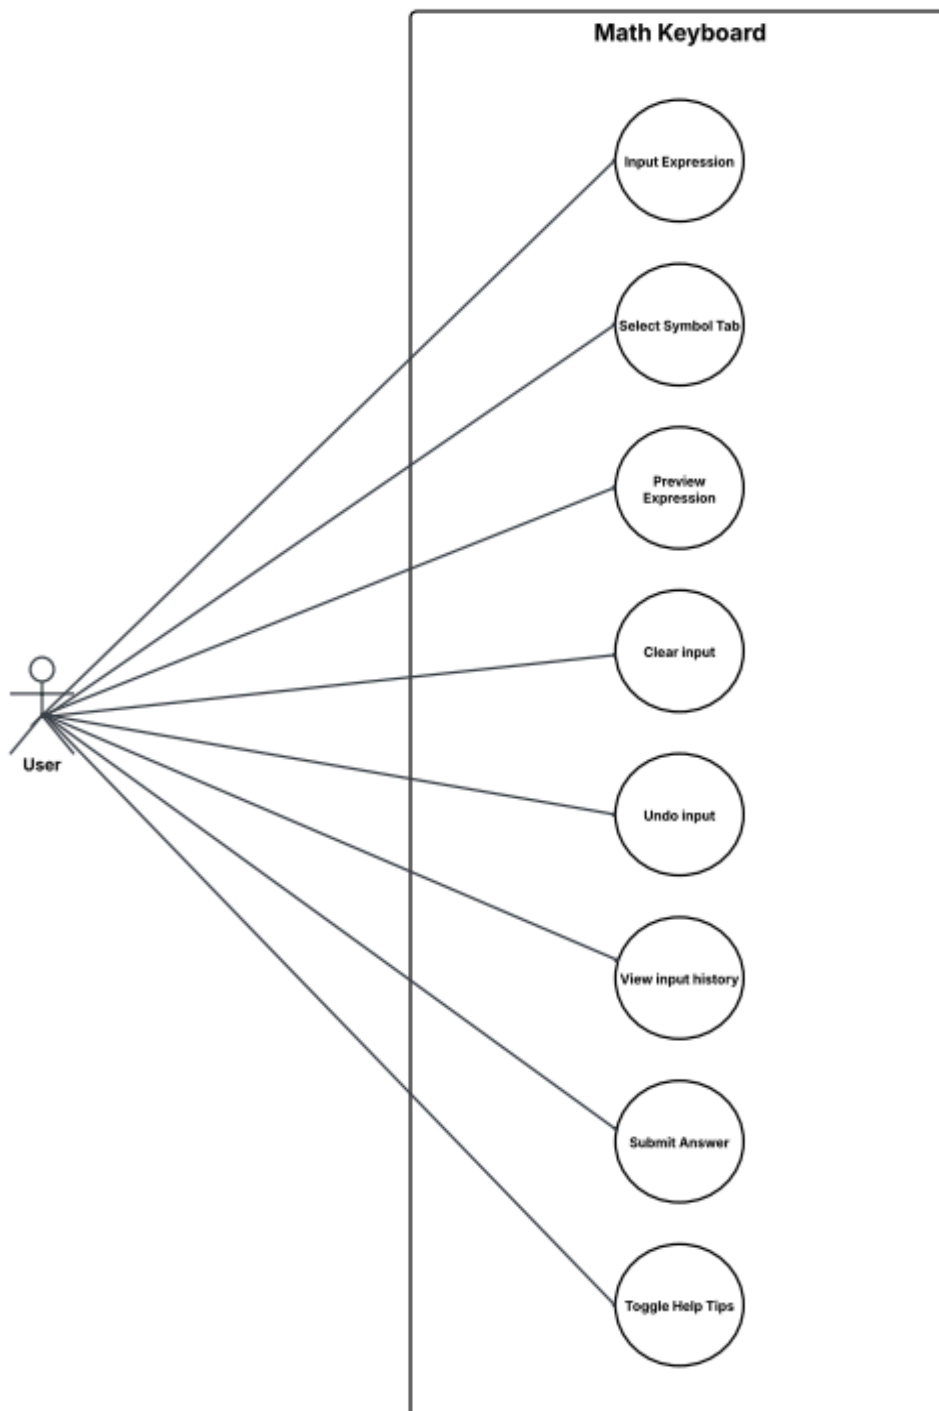 Math Keyboard
Input Expression
Select Symbol Tab
Preview
Expression
Clear input
User
Undo input
View input history
Submit Answer
Toggle Help Tips